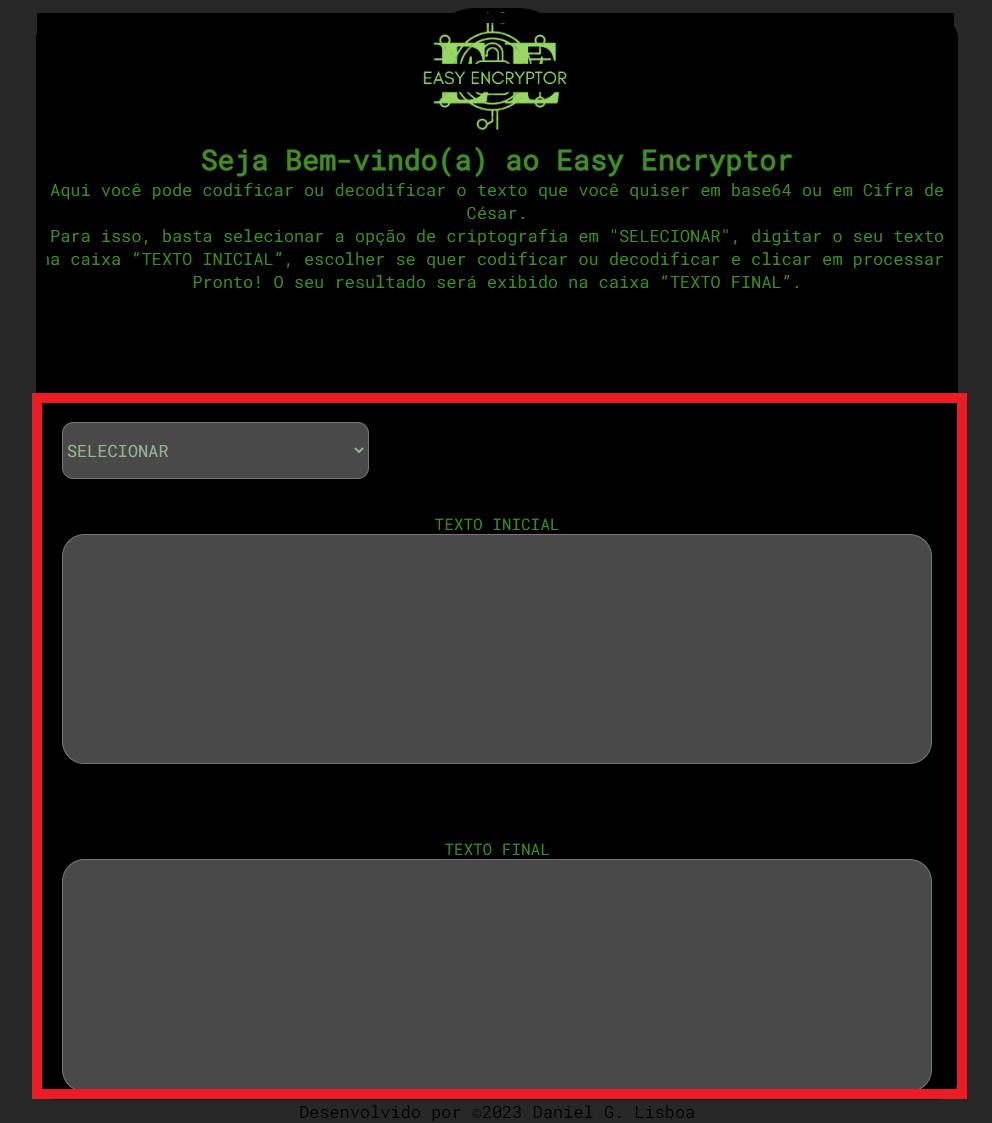 EASY ENCRYPTOR
Seja Bem-vindo(a) ao Easy Encryptor
Aqui você pode codificar ou decodificar o texto que você quiser em base64 ou em Cifra de
César.
Para isso, basta selecionar a opção de criptografia em "SELECIONAR", digitar o seu texto
na caixa “TEXTO INICIAL”, escolher se quer codificar ou decodificar e clicar em processar
Pronto! O seu resultado será exibido na caixa “TEXTO FINAL”.
SELECIONAR
TEXTO INICIAL
TEXTO FINAL
Desenvolvido por ©2023 Daniel G. Lisboa